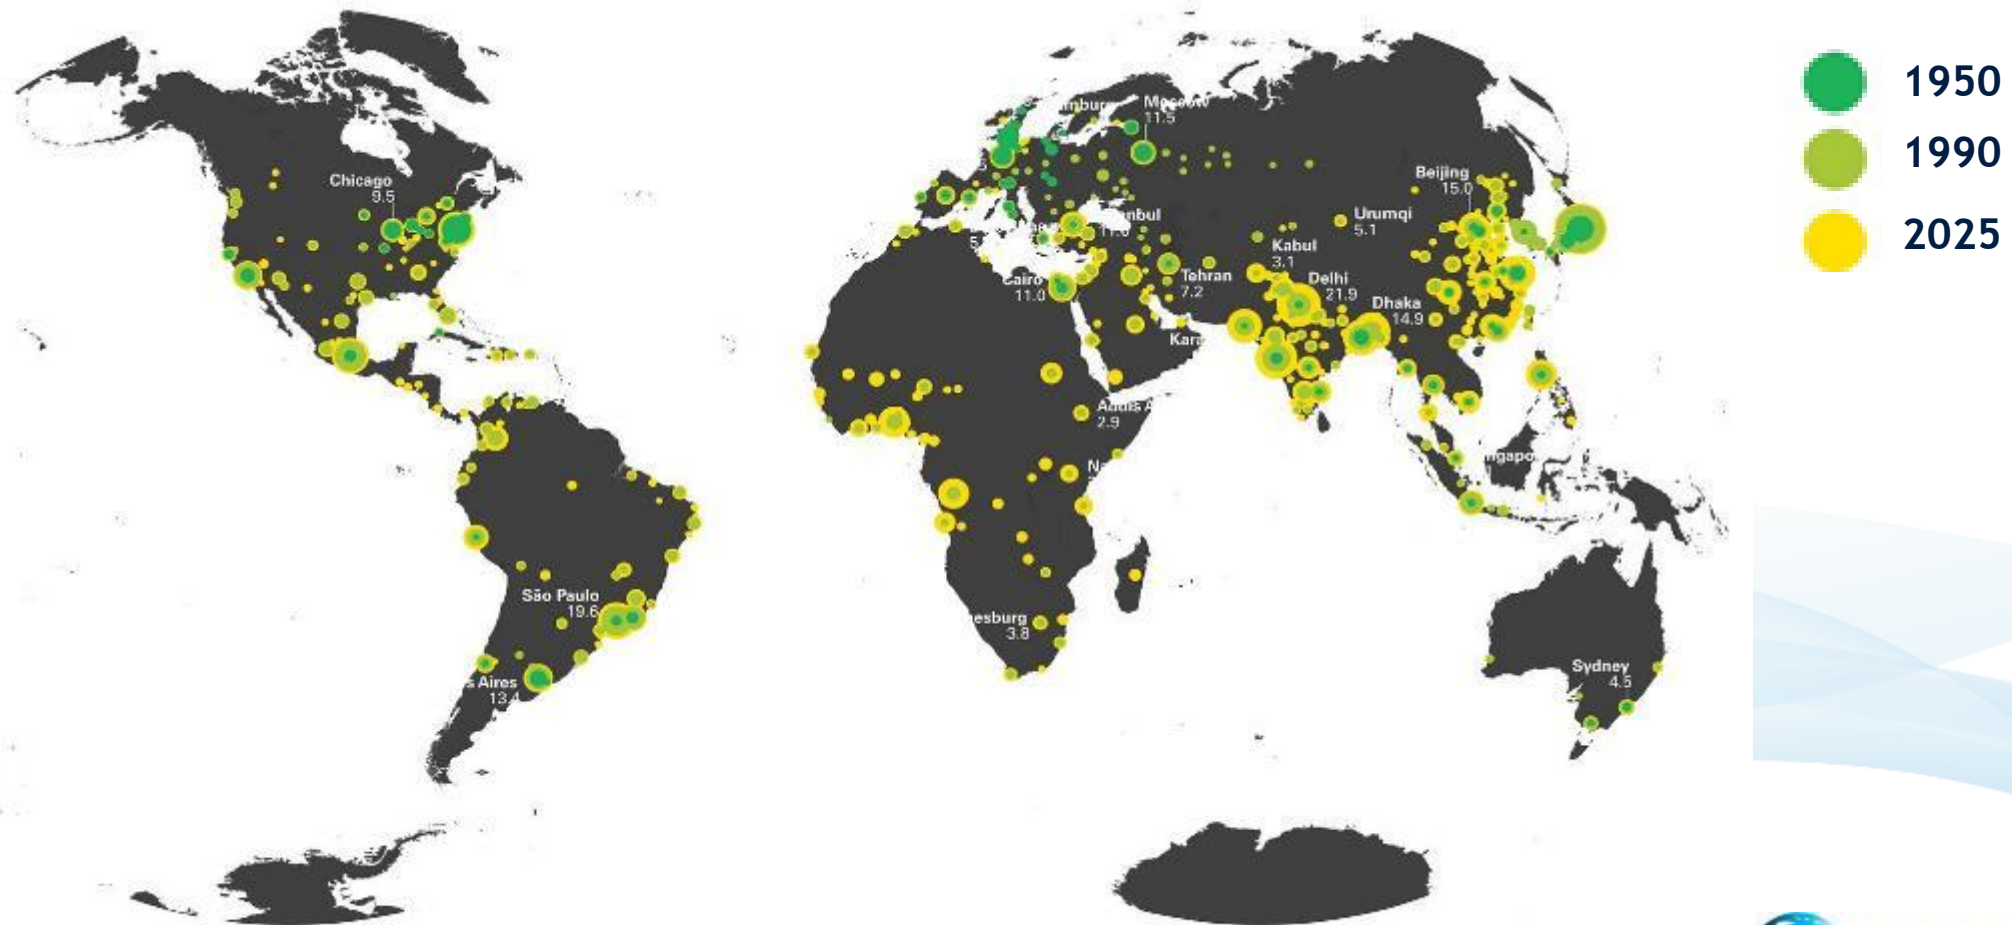 1950
1990
2025
Moscow
11.5
Chicago
9.5
Beijing
15.0
Urumqi
5.1
Kabul
3.1
Tehran
7.2
Delhi
21.9
Dhaka
14.9
Cairo
11.0
2.9
São Paulo
19.6
3.8
s Aires
13.4
Sydney
4.5